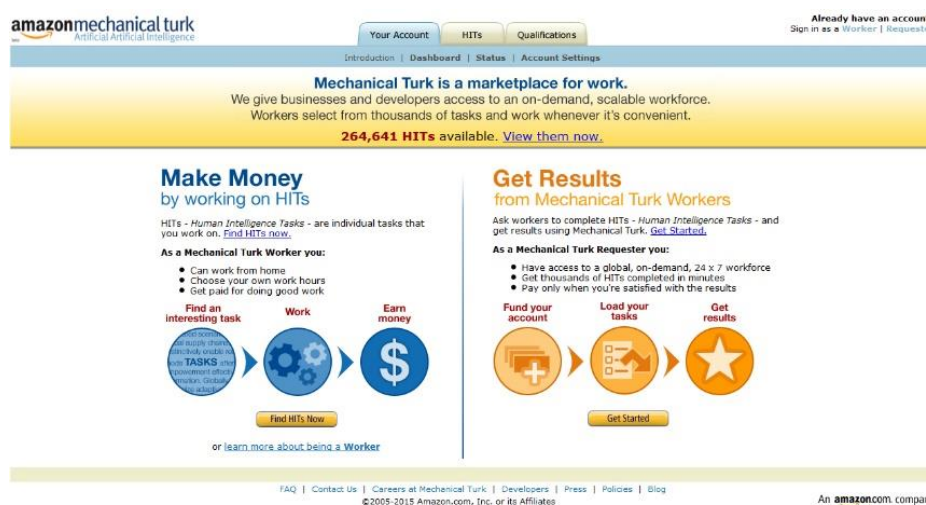 amazonmechanical turk
Artificial Artificial Intelligence
Your Account
HITs
Qualifications
Already have an account
Sign in as a Worker | Requeste
Introduction | Dashboard | Status | Account Settings
Mechanical Turk is a marketplace for work.
We give businesses and developers access to an on-demand, scalable workforce.
Workers select from thousands of tasks and work whenever it's convenient.
264,641 HITs available. View them now.
Make Money
by working on HITs
HITs - Human Intelligence Tasks - are individual tasks that
you work on. Find HITs now.
As a Mechanical Turk Worker you:
• Can work from home
• Choose your own work hours
• Get paid for doing good work
Find an
interesting task
Work
Earn
money
TASKS
$
Find HITs Now
or learn more about being a Worker
Get Results
from Mechanical Turk Workers
Ask workers to complete HITs - Human Intelligence Tasks - and
get results using Mechanical Turk. Get Started.
As a Mechanical Turk Requester you:
• Have access to a global, on-demand, 24 x 7 workforce
• Get thousands of HITs completed in minutes
• Pay only when you're satisfied with the results
Fund your
account
Load your
tasks
Get
results
Get Started
FAQ | Contact Us | Careers at Mechanical Turk | Developers | Press | Policies | Blog
©2005-2015 Amazon.com, Inc. or its Affiliates
An amazon.com. compan